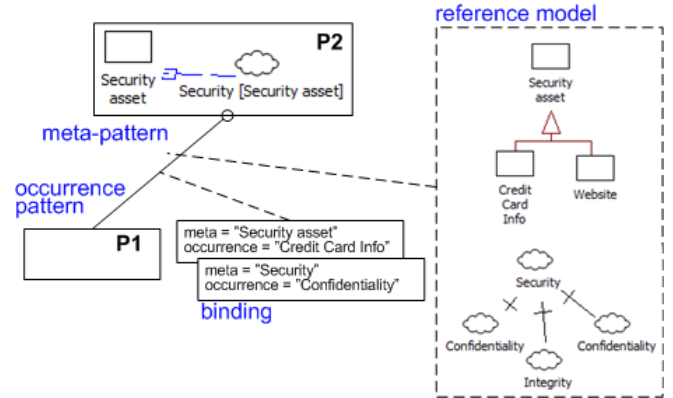 reference model
P2
Security
asset
Security [Security asset]
meta-pattern
occurrence
pattern
P1
meta = "Security asset"
occurrence = "Credit Card Info"
meta = "Security"
occurrence = "Confidentiality"
binding
Security
asset
Credit
Card
Info
Website
Security
Confidentiality
Confidentiality
Integrity